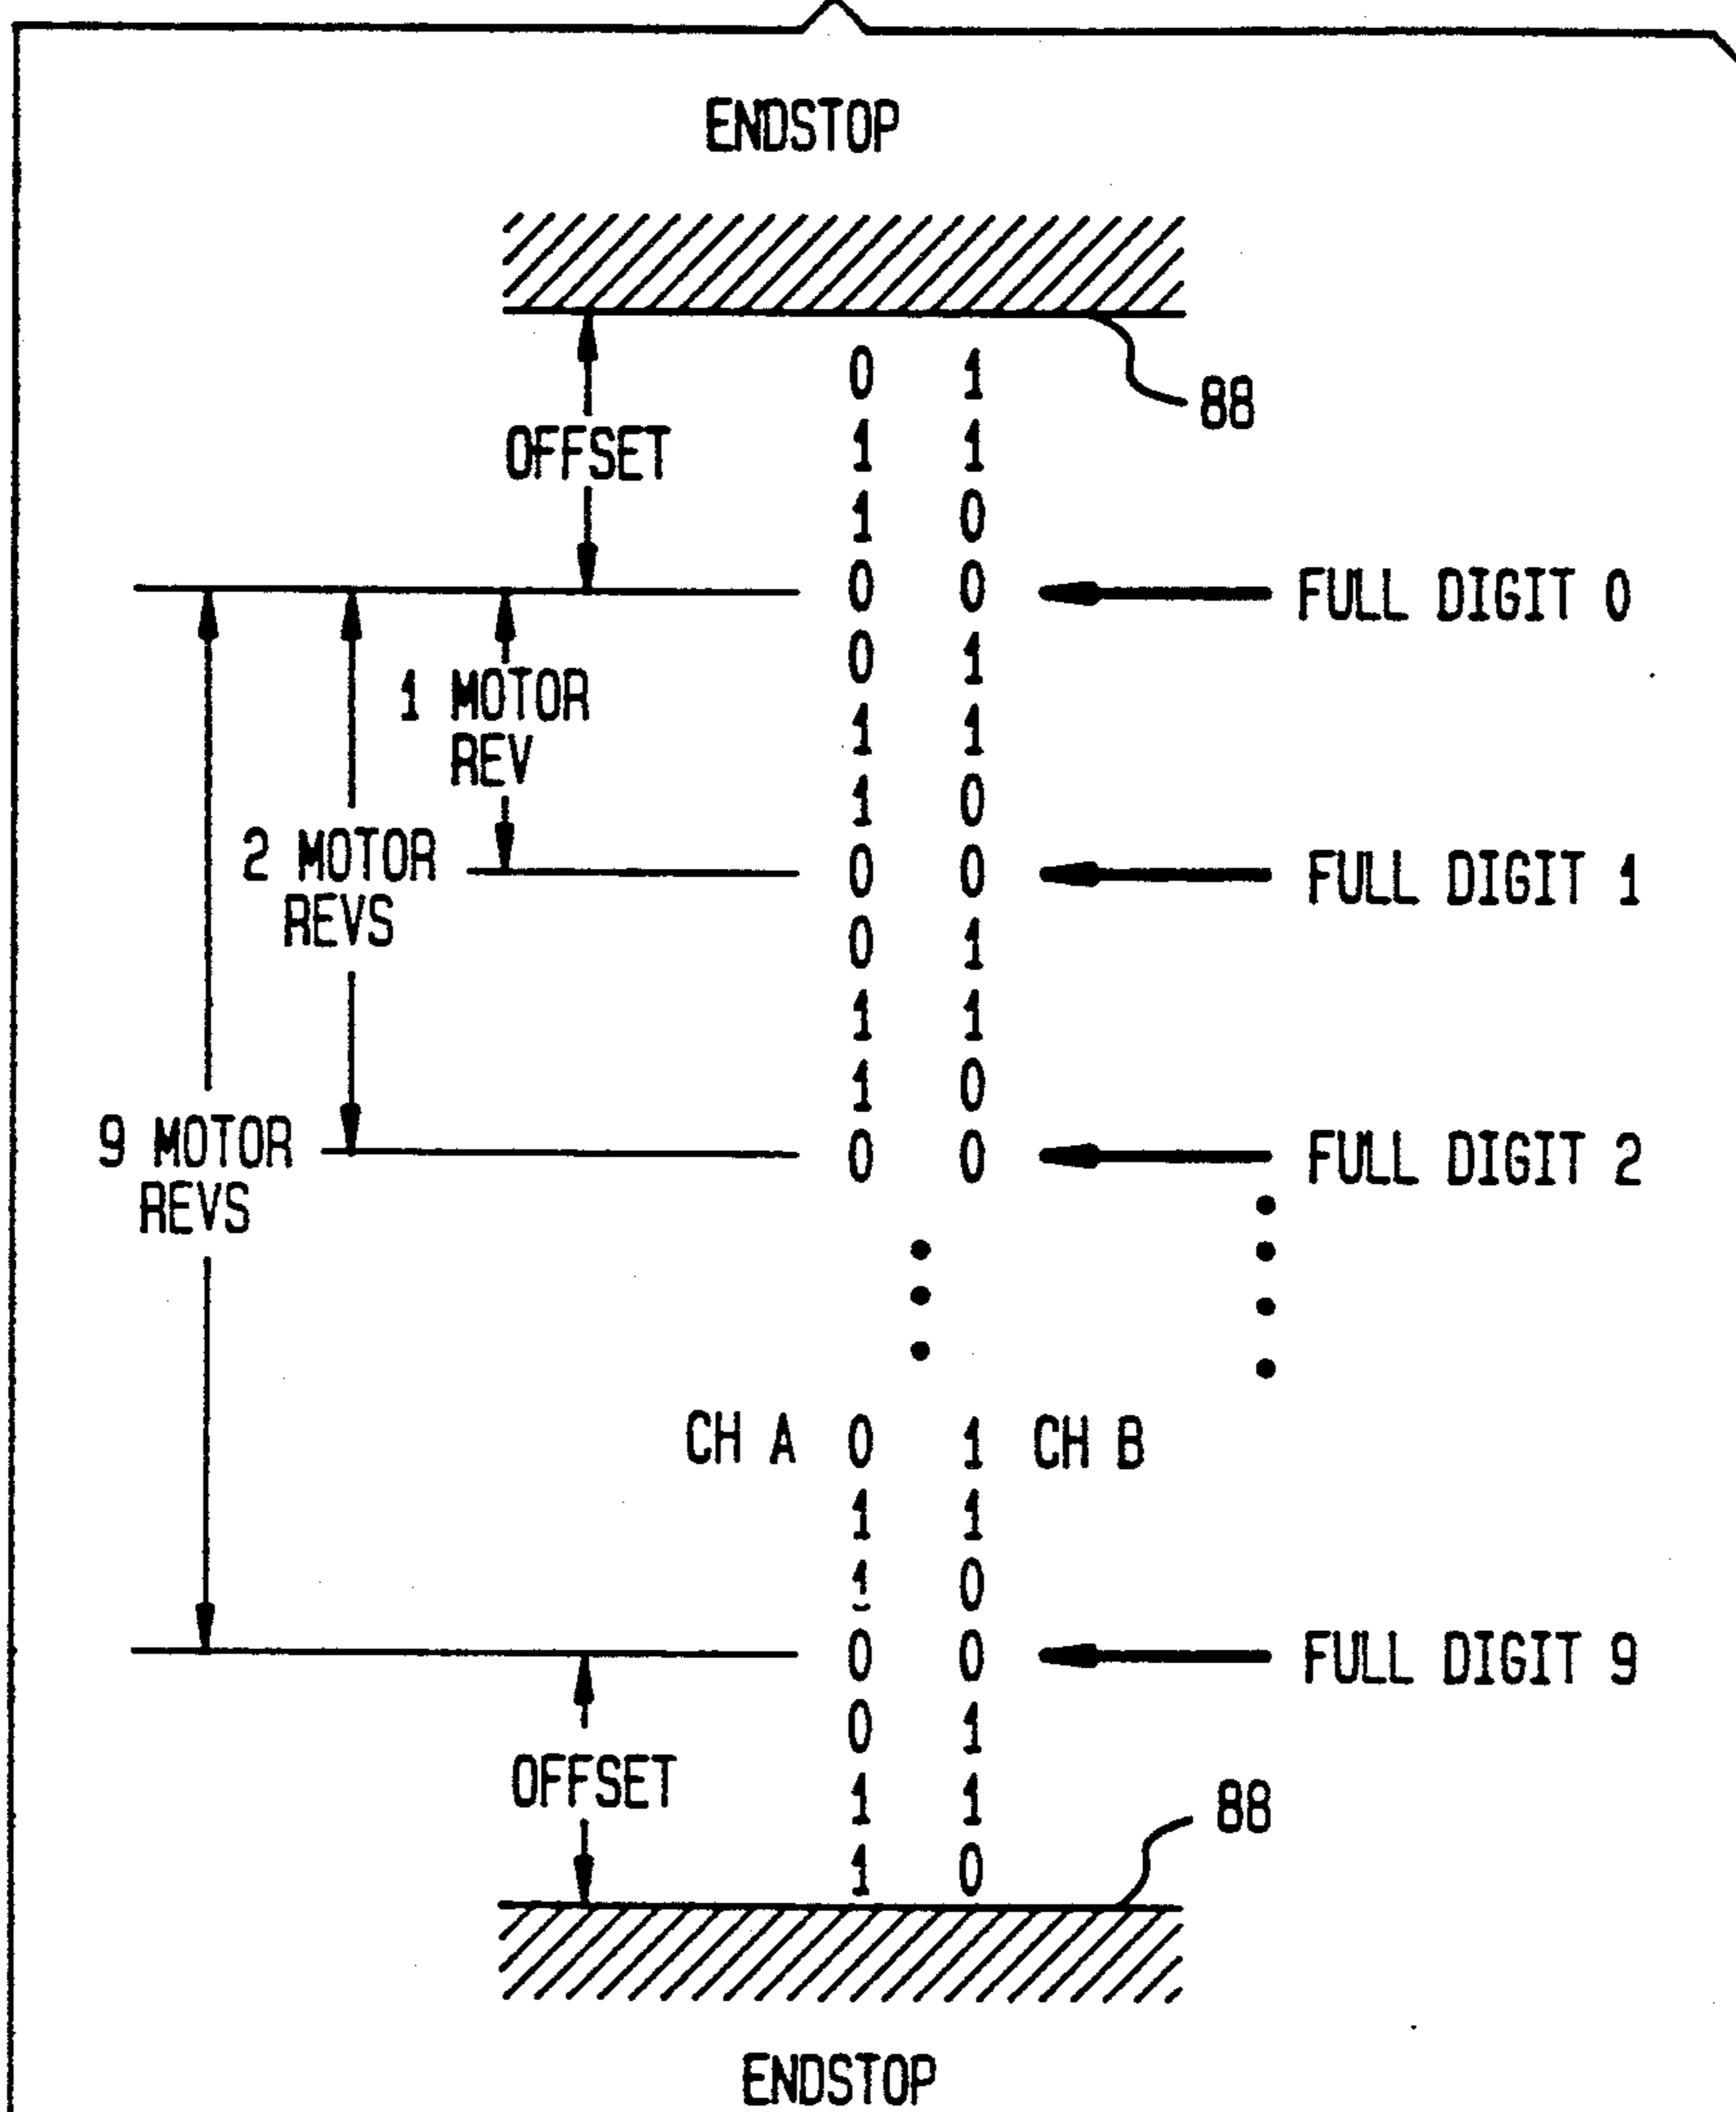 ENDSTOP
0 1 88
OFFSET 1 1
1 0
0 0 FULL DIGIT 0
0 1
1 MOTOR 1 1
REV 1 0
2 MOTOR 0 0 FULL DIGIT 1
REVS 0 1
1 1
1 0
9 MOTOR 0 0 FULL DIGIT 2
REVS
CH A 0 1 CH B
1 1
1 0
0 0 FULL DIGIT 9
0 1
OFFSET 1 1 88
1 0
ENDSTOP